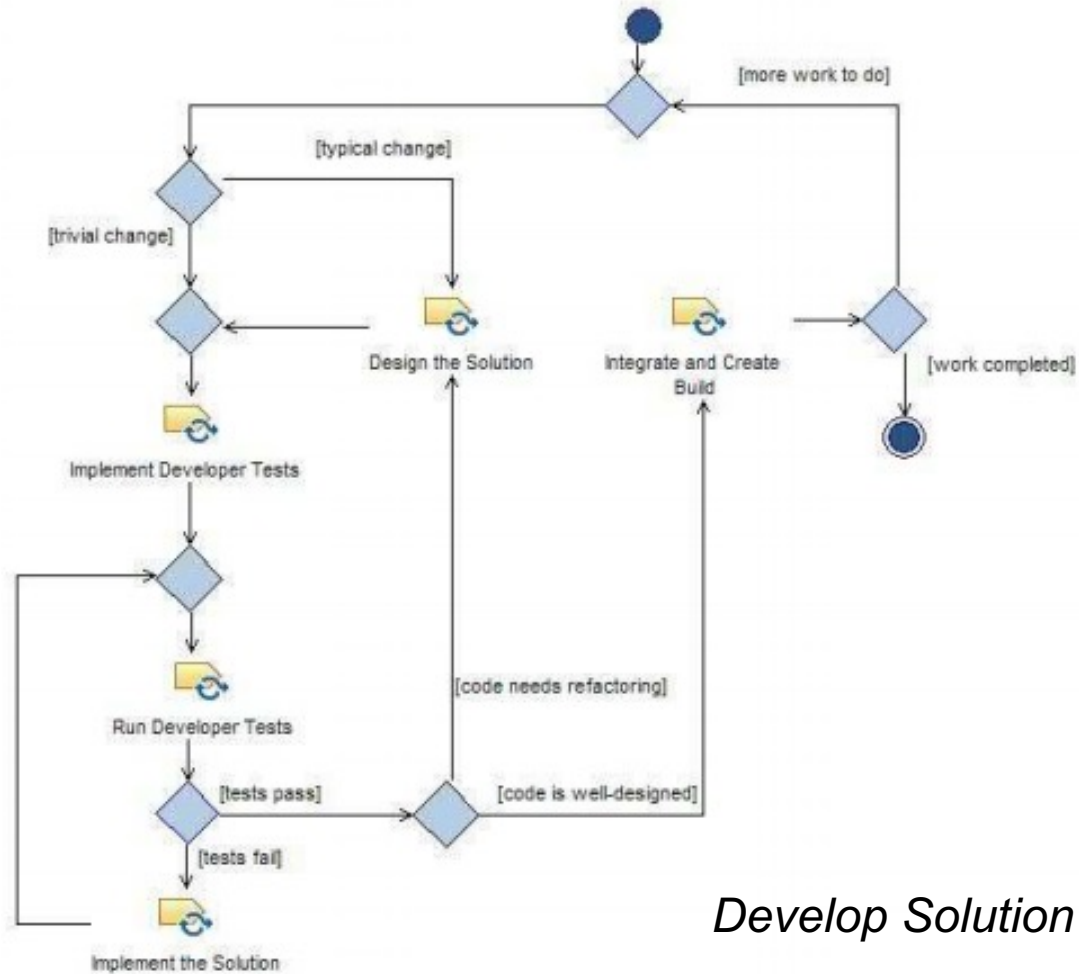 [more work to do]
[typical change]
[trivial change]
Design the Solution
Integrate and Create
Build
[work completed]
Implement Developer Tests
[code needs refactoring]
Run Developer Tests
[tests pass]
[code is well-designed]
[tests fail]
Develop Solution
Implement the Solution